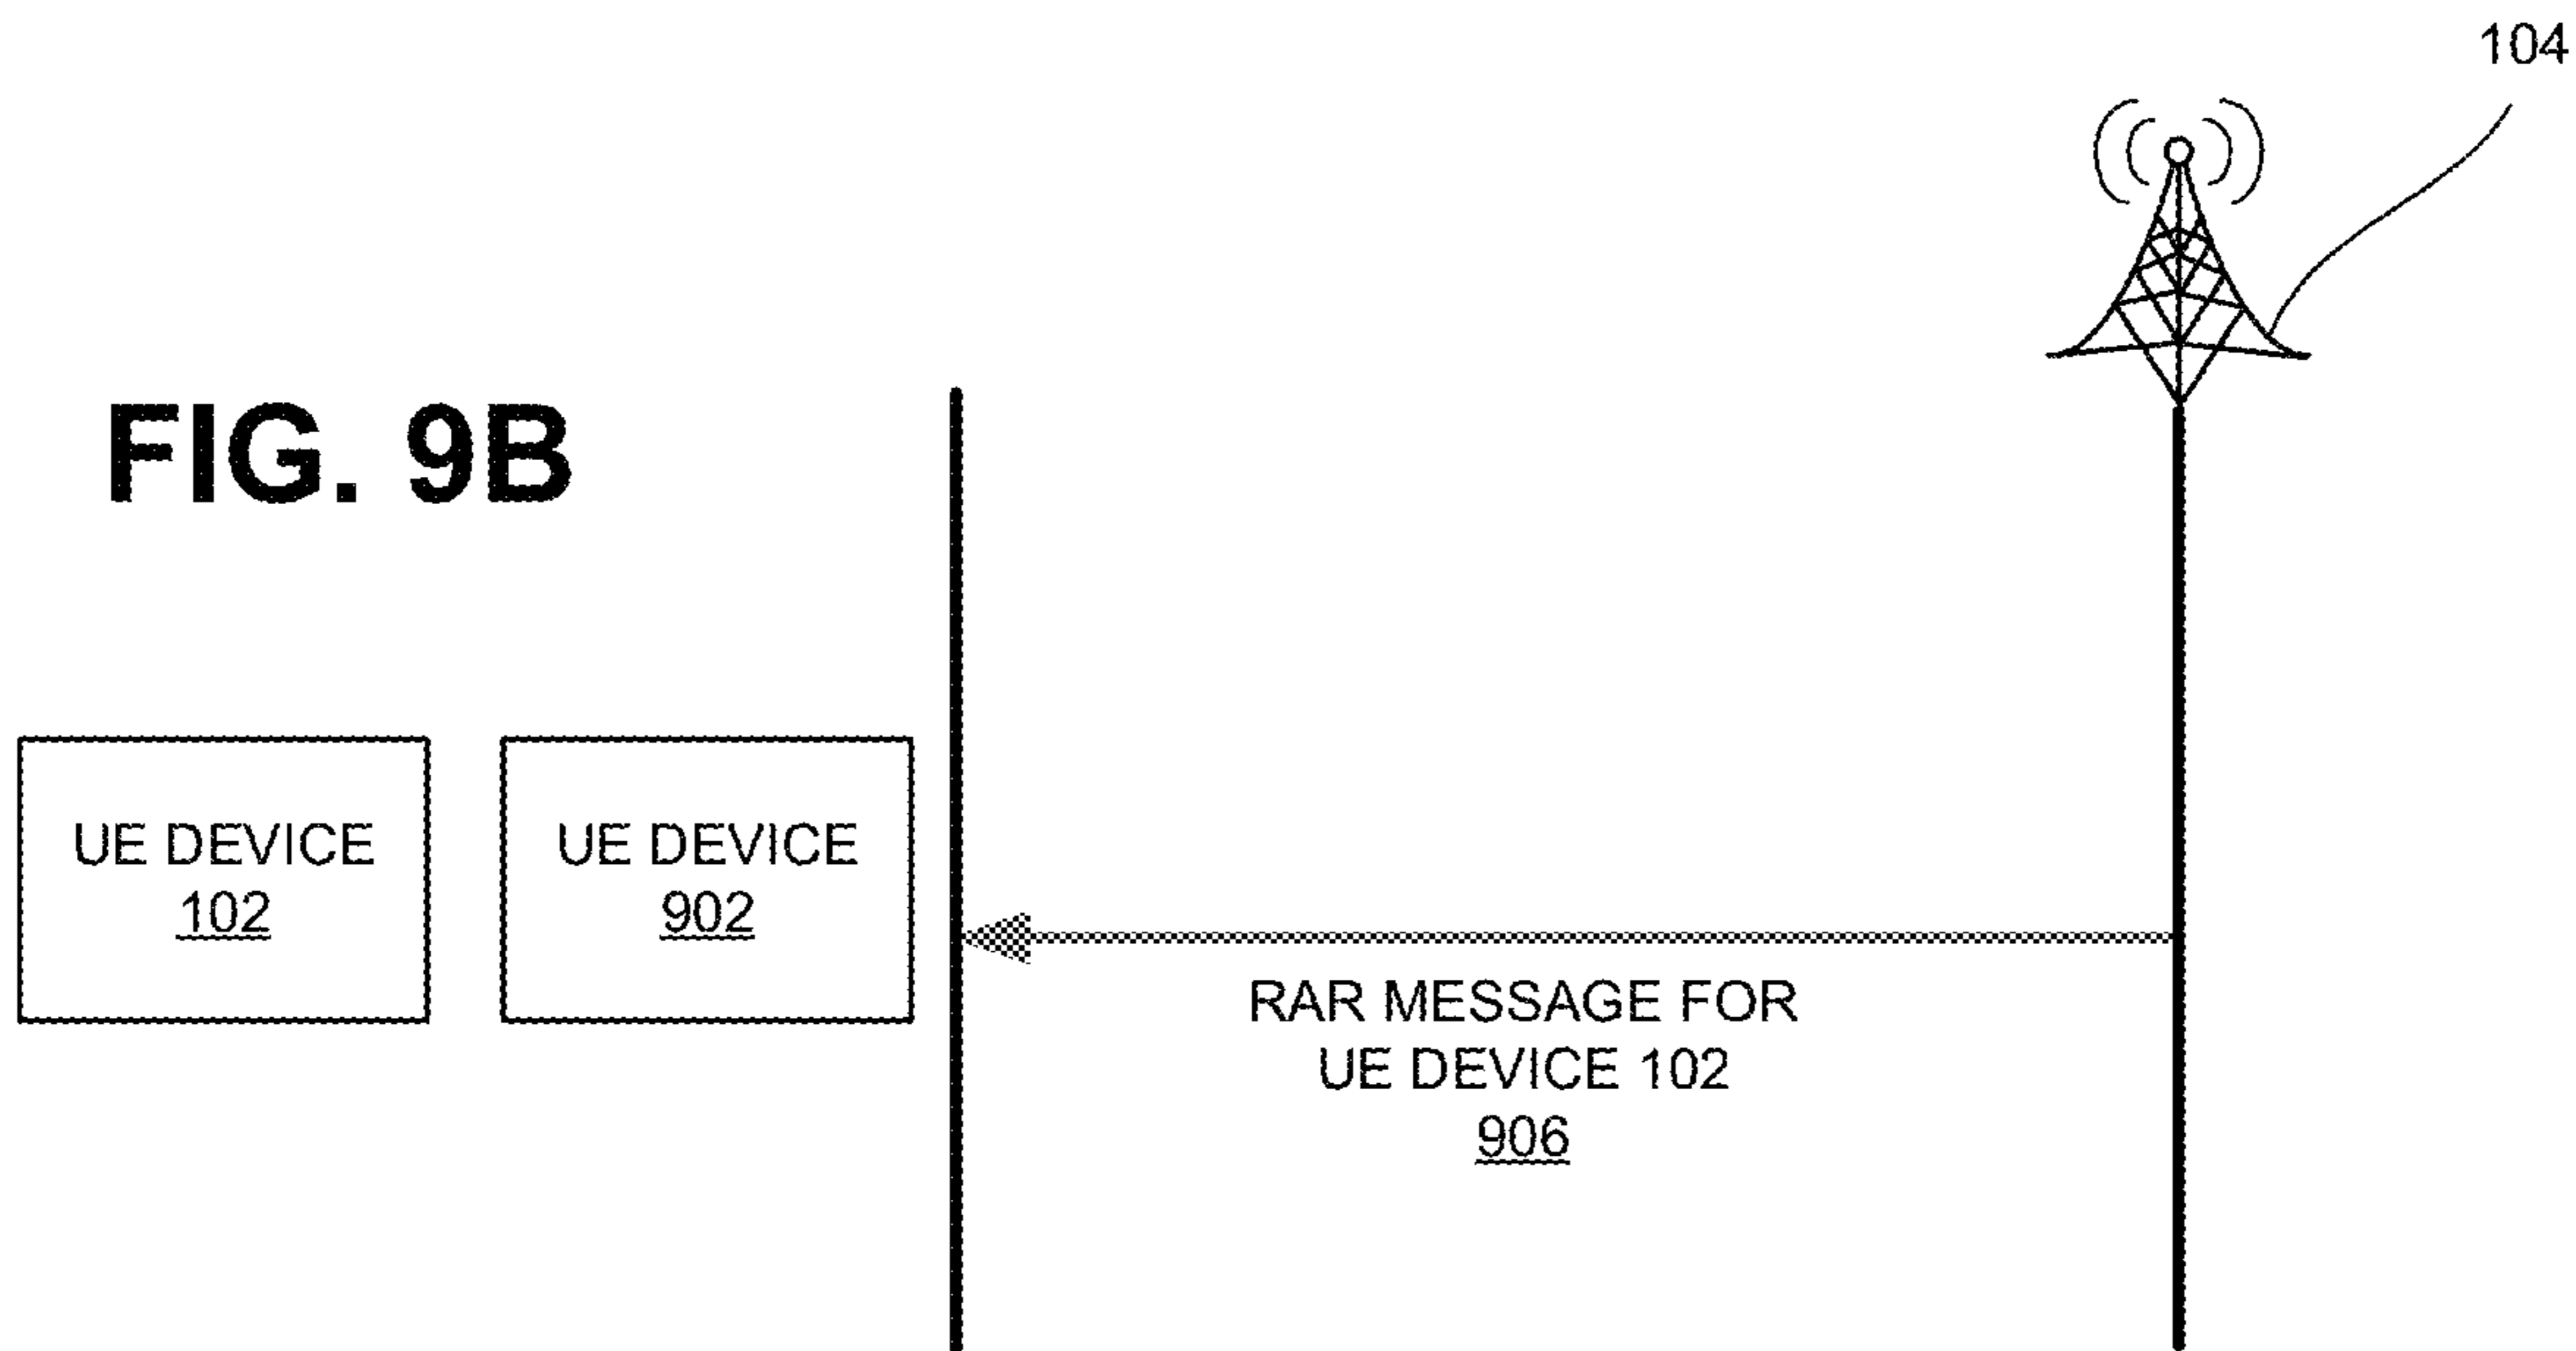 104
FIG. 9B
UE DEVICE
102
UE DEVICE
902
RAR MESSAGE FOR
UE DEVICE 102
906